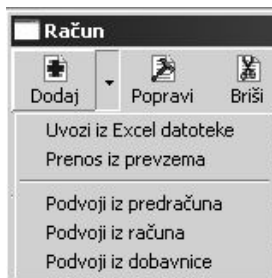 Račun
Dodaj Popravi Briši
Uvozi iz Excel datoteke
Prenos iz prevzema
Podvoji iz predračuna
Podvoji iz računa
Podvoji iz dobavnice